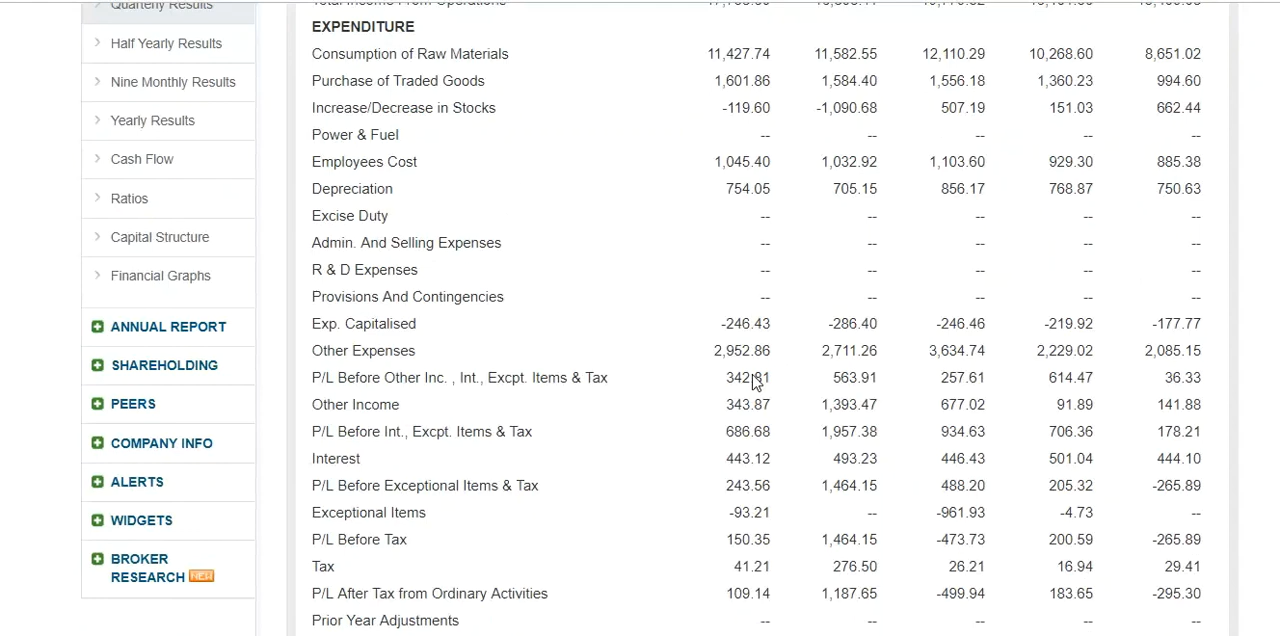 Quarterly Results
Half Yearly Results
Nine Monthly Results
Yearly Results
Cash Flow
Ratios
Capital Structure
Financial Graphs
ANNUAL REPORT
SHAREHOLDING
PEERS
COMPANY INFO
ALERTS
WIDGETS
BROKER
RESEARCH NEW
Total Income From Operations
EXPENDITURE
Consumption of Raw Materials 11,427.74 11,582.55 12,110.29 10,268.60 8,651.02
Purchase of Traded Goods 1,601.86 1,584.40 1,556.18 1,360.23 994.60
Increase/Decrease in Stocks -119.60 -1,090.68 507.19 151.03 662.44
Power & Fuel -- -- -- -- --
Employees Cost 1,045.40 1,032.92 1,103.60 929.30 885.38
Depreciation 754.05 705.15 856.17 768.87 750.63
Excise Duty -- -- -- -- --
Admin. And Selling Expenses -- -- -- -- --
R & D Expenses -- -- -- -- --
Provisions And Contingencies -- -- -- -- --
Exp. Capitalised -246.43 -286.40 -246.46 -219.92 -177.77
Other Expenses 2,952.86 2,711.26 3,634.74 2,229.02 2,085.15
P/L Before Other Inc. , Int., Excpt. Items & Tax 342.81 563.91 257.61 614.47 36.33
Other Income 343.87 1,393.47 677.02 91.89 141.88
P/L Before Int., Excpt. Items & Tax 686.68 1,957.38 934.63 706.36 178.21
Interest 443.12 493.23 446.43 501.04 444.10
P/L Before Exceptional Items & Tax 243.56 1,464.15 488.20 205.32 -265.89
Exceptional Items -93.21 -- -961.93 -4.73 --
P/L Before Tax 150.35 1,464.15 -473.73 200.59 -265.89
Tax 41.21 276.50 26.21 16.94 29.41
P/L After Tax from Ordinary Activities 109.14 1,187.65 -499.94 183.65 -295.30
Prior Year Adjustments -- -- -- -- --